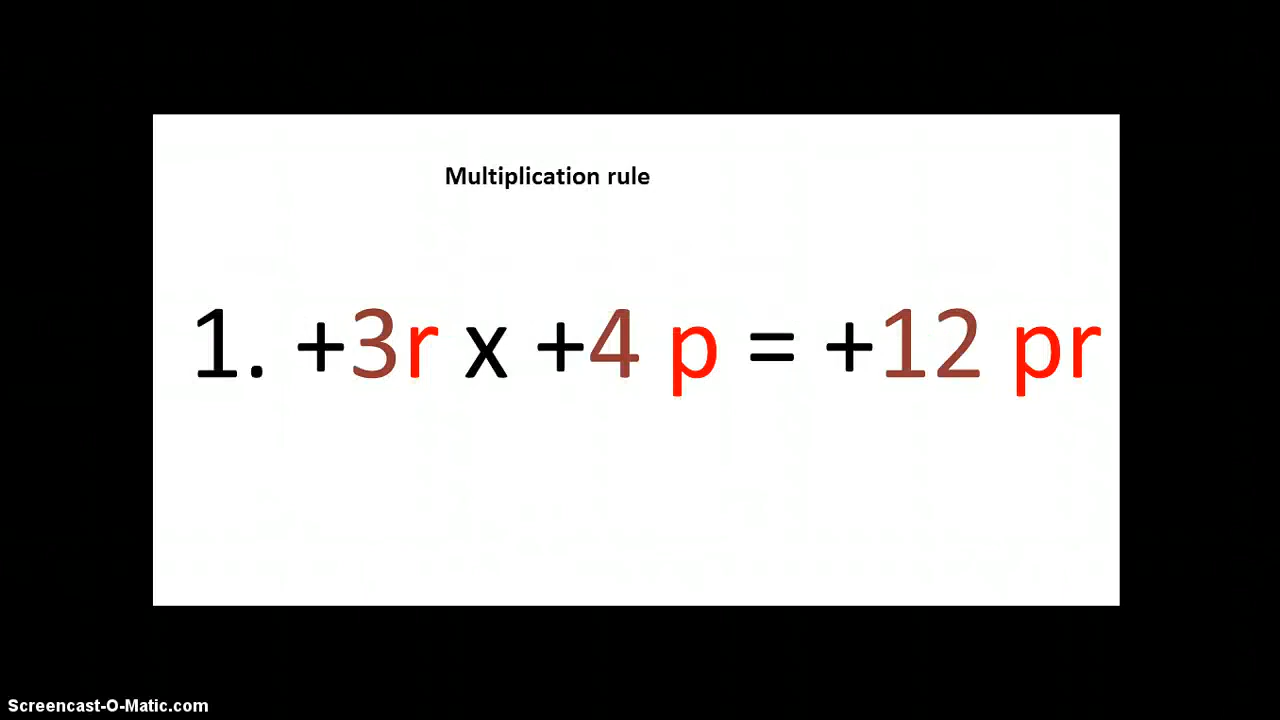 Multiplication rule
1. +3r x +4 p = +12 pr
Screencast-O-Matic.com